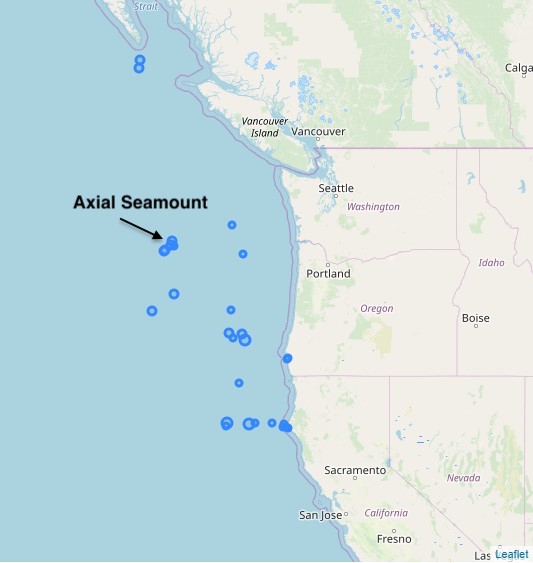 Strait
Calga
Vancouver
Island
Vancouver
Seattle
Axial Seamount
Washington
Idaho
Portland
Oregon
Boise
Sacramento
Nevada
San Jose
California
Fresno
Las
Leaflet